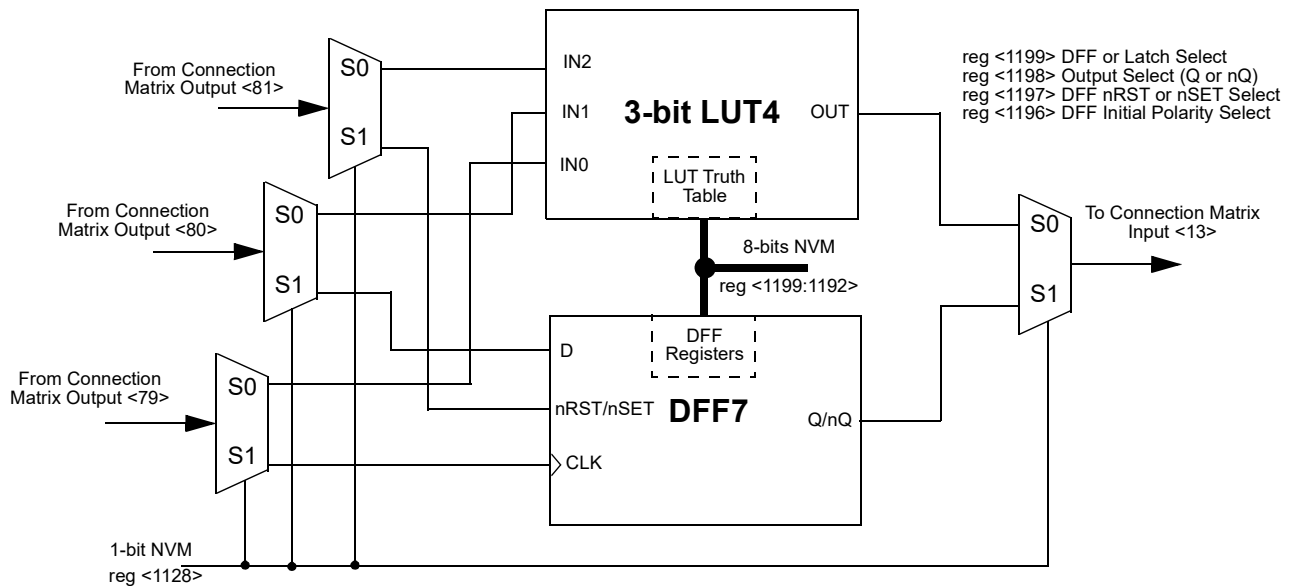 From Connection
Matrix Output <81>
S0
S1
IN2
IN1
IN0
3-bit LUT4
OUT
LUT Truth
Table
reg <1199> DFF or Latch Select
reg <1198> Output Select (Q or nQ)
reg <1197> DFF nRST or nSET Select
reg <1196> DFF Initial Polarity Select
From Connection
Matrix Output <80>
S0
S1
8-bits NVM
reg <1199:1192>
S0
S1
To Connection Matrix
Input <13>
From Connection
Matrix Output <79>
S0
S1
D
nRST/nSET
CLK
DFF
Registers
DFF7
Q/nQ
1-bit NVM
reg <1128>